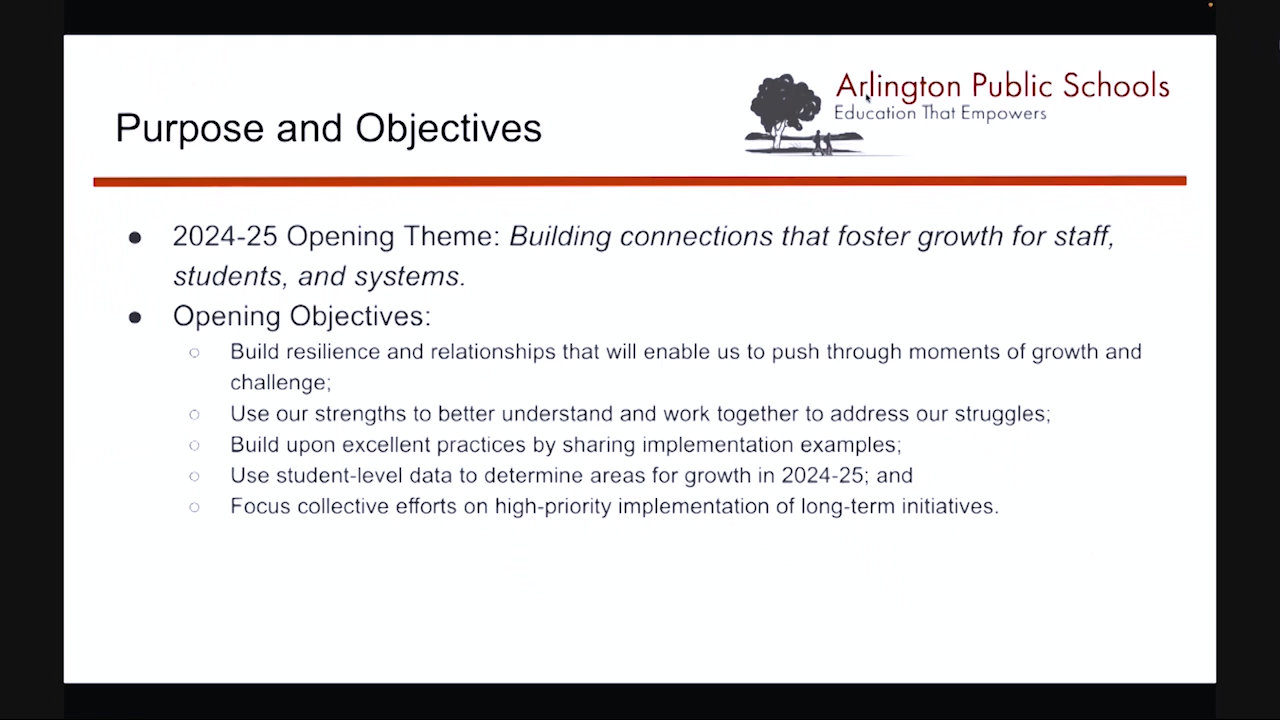 Arlington Public Schools
Education That Empowers
Purpose and Objectives
● 2024-25 Opening Theme: Building connections that foster growth for staff,
students, and systems.
● Opening Objectives:
○ Build resilience and relationships that will enable us to push through moments of growth and
challenge;
○ Use our strengths to better understand and work together to address our struggles;
○ Build upon excellent practices by sharing implementation examples;
○ Use student-level data to determine areas for growth in 2024-25; and
○ Focus collective efforts on high-priority implementation of long-term initiatives.